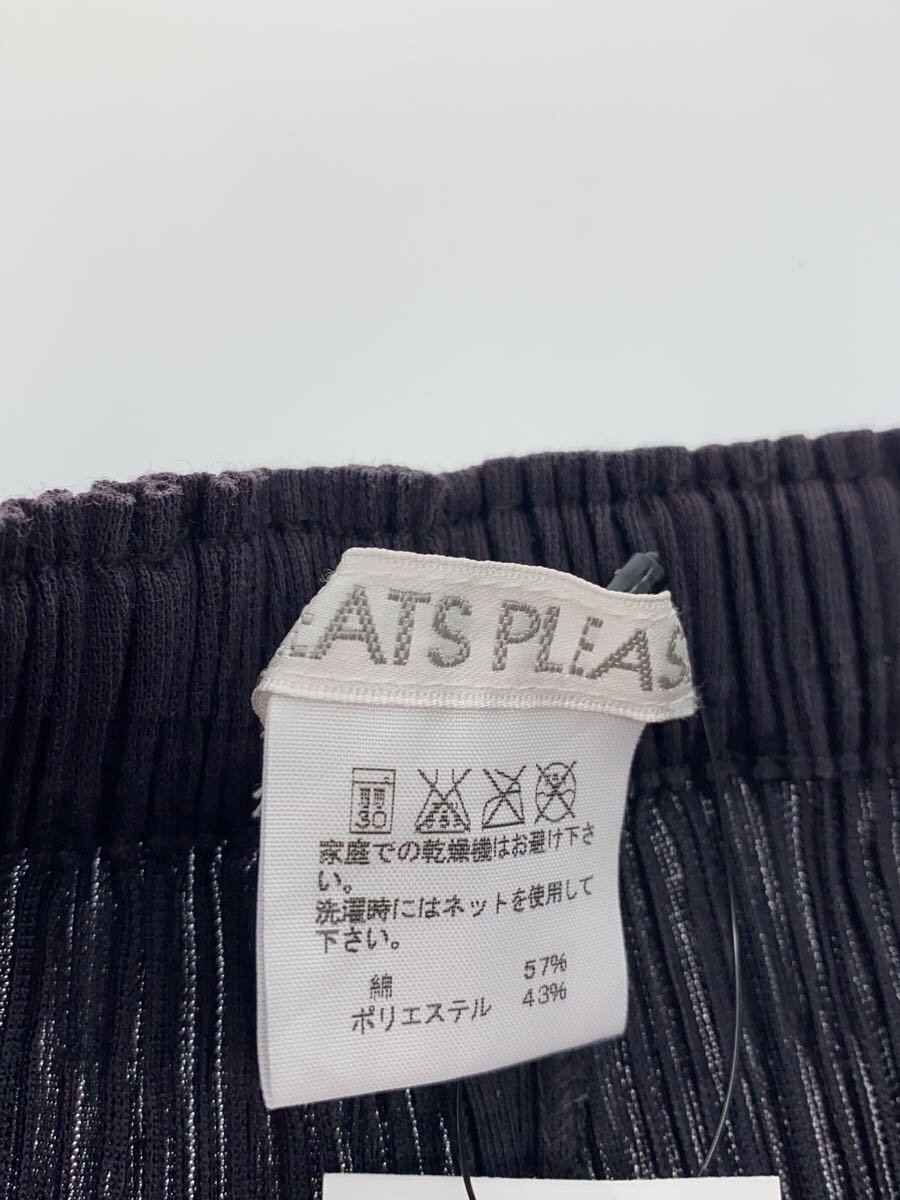 EATS PLEAS
30
家庭での乾燥機はお避け下さ
い。
洗濯時にはネットを使用して
下さい。
綿 57%
ポリエステル 43%